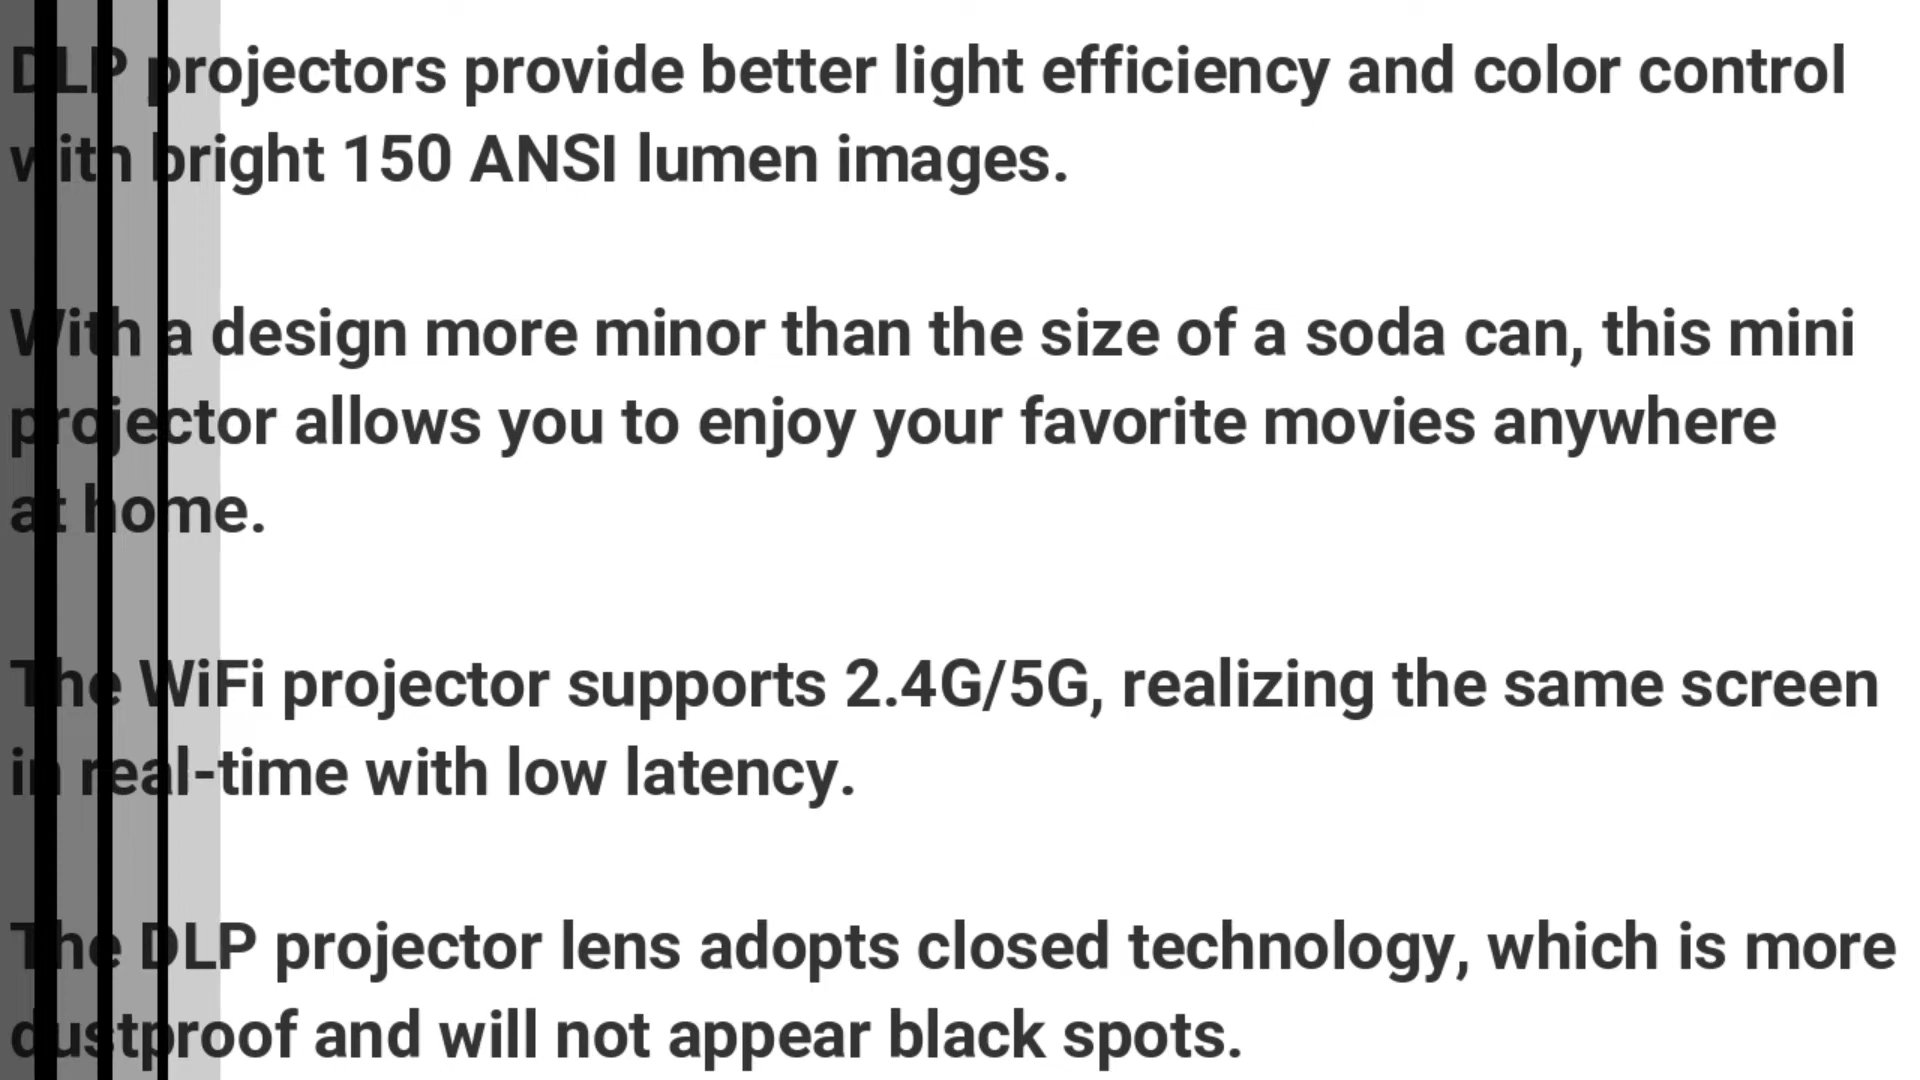 DLP projectors provide better light efficiency and color control
with bright 150 ANSI lumen images.
With a design more minor than the size of a soda can, this mini
projector allows you to enjoy your favorite movies anywhere
at home.
The WiFi projector supports 2.4G/5G, realizing the same screen
in real-time with low latency.
The DLP projector lens adopts closed technology, which is more
dustproof and will not appear black spots.